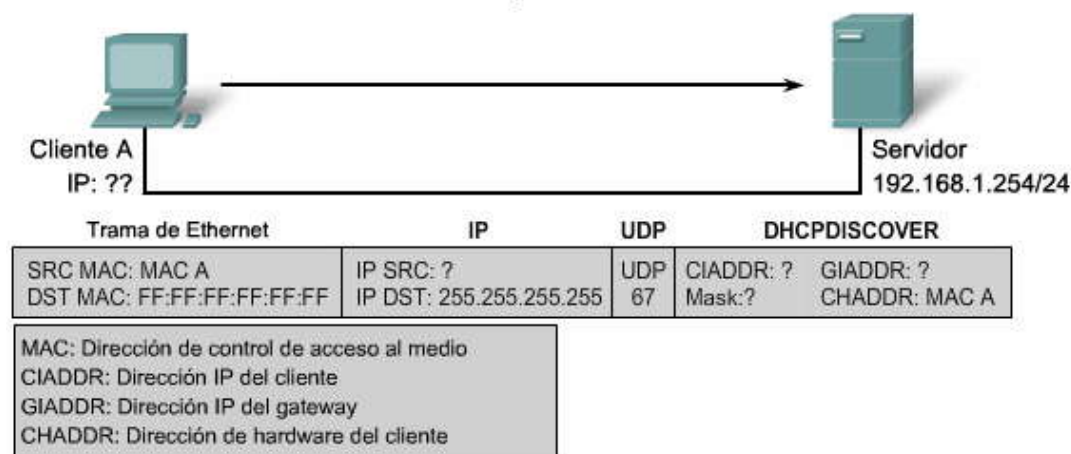 Cliente A
IP: ??
Servidor
192.168.1.254/24
Trama de Ethernet IP UDP DHCPDISCOVER
SRC MAC: MAC A IP SRC: ? UDP CIADDR: ? GIADDR: ?
DST MAC: FF:FF:FF:FF:FF:FF IP DST: 255.255.255.255 67 Mask:? CHADDR: MAC A
MAC: Dirección de control de acceso al medio
CIADDR: Dirección IP del cliente
GIADDR: Dirección IP del gateway
CHADDR: Dirección de hardware del cliente